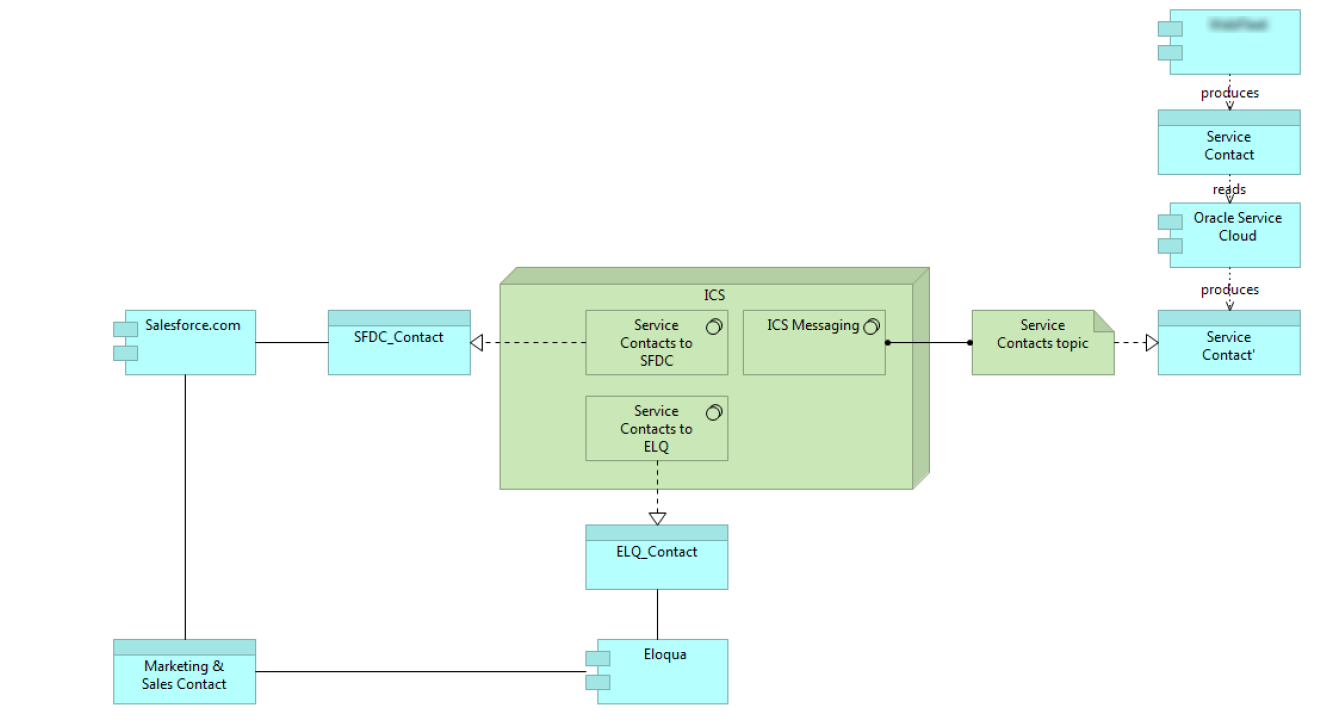 produces
Service
Contact
reads
Oracle Service
Cloud
produces
Service
Contact'
ICS
Salesforce.com
SFDC_Contact
Service
Contacts to
SFDC
ICS Messaging
Service
Contacts topic
Service
Contacts to
ELQ
ELQ_Contact
Marketing &
Sales Contact
Eloqua